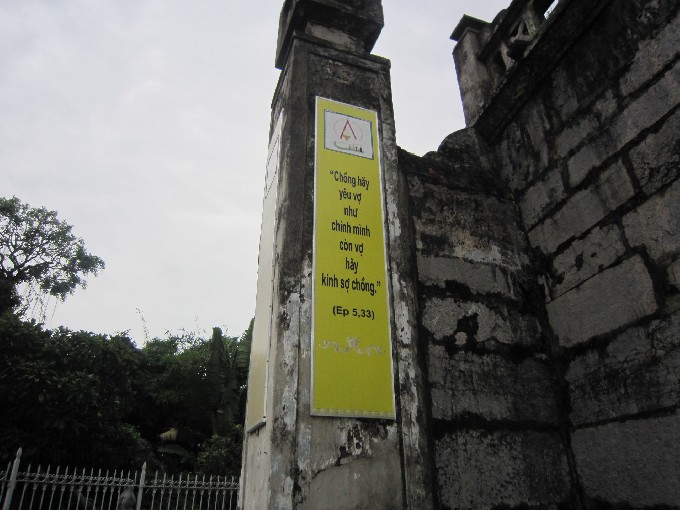 “Chồng hãy
yêu vợ
như
chính mình
còn vợ
hãy
kính sợ chồng.”
(Ep 5,33)